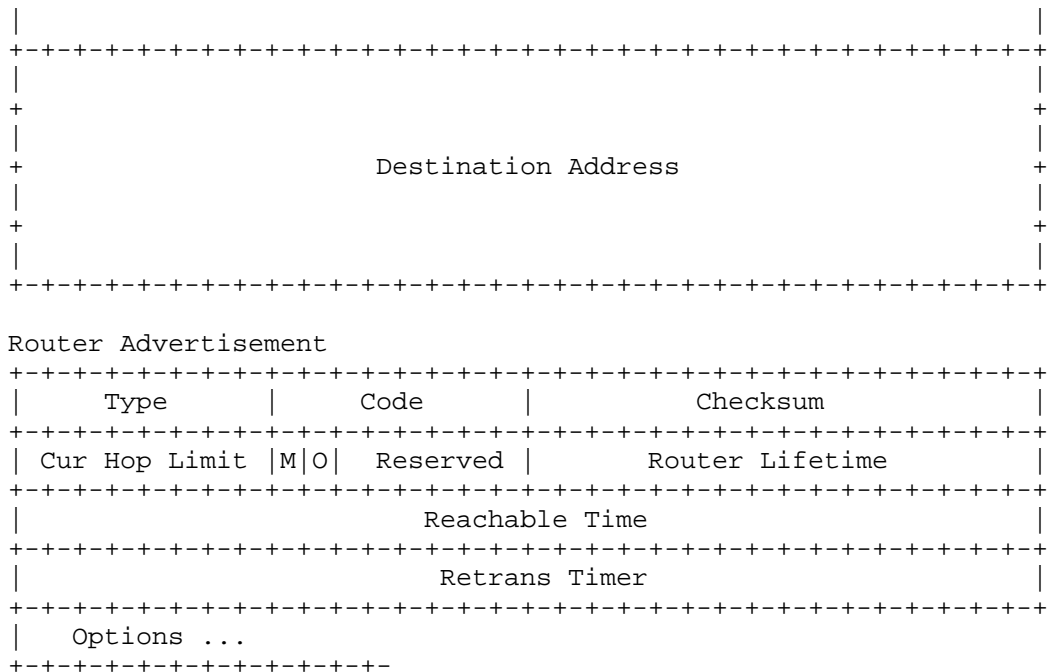 |                                                               |
+-+-+-+-+-+-+-+-+-+-+-+-+-+-+-+-+-+-+-+-+-+-+-+-+-+-+-+-+-+-+-+-+
|                                                               |
+                                                               +
|                                                               |
+                      Destination Address                      +
|                                                               |
+                                                               +
|                                                               |
+-+-+-+-+-+-+-+-+-+-+-+-+-+-+-+-+-+-+-+-+-+-+-+-+-+-+-+-+-+-+-+-+
Router Advertisement
+-+-+-+-+-+-+-+-+-+-+-+-+-+-+-+-+-+-+-+-+-+-+-+-+-+-+-+-+-+-+-+-+
|     Type      |     Code      |          Checksum             |
+-+-+-+-+-+-+-+-+-+-+-+-+-+-+-+-+-+-+-+-+-+-+-+-+-+-+-+-+-+-+-+-+
| Cur Hop Limit |M|O|  Reserved |       Router Lifetime         |
+-+-+-+-+-+-+-+-+-+-+-+-+-+-+-+-+-+-+-+-+-+-+-+-+-+-+-+-+-+-+-+-+
|                         Reachable Time                        |
+-+-+-+-+-+-+-+-+-+-+-+-+-+-+-+-+-+-+-+-+-+-+-+-+-+-+-+-+-+-+-+-+
|                          Retrans Timer                        |
+-+-+-+-+-+-+-+-+-+-+-+-+-+-+-+-+-+-+-+-+-+-+-+-+-+-+-+-+-+-+-+-+
|   Options ...
+-+-+-+-+-+-+-+-+-+-+-+-